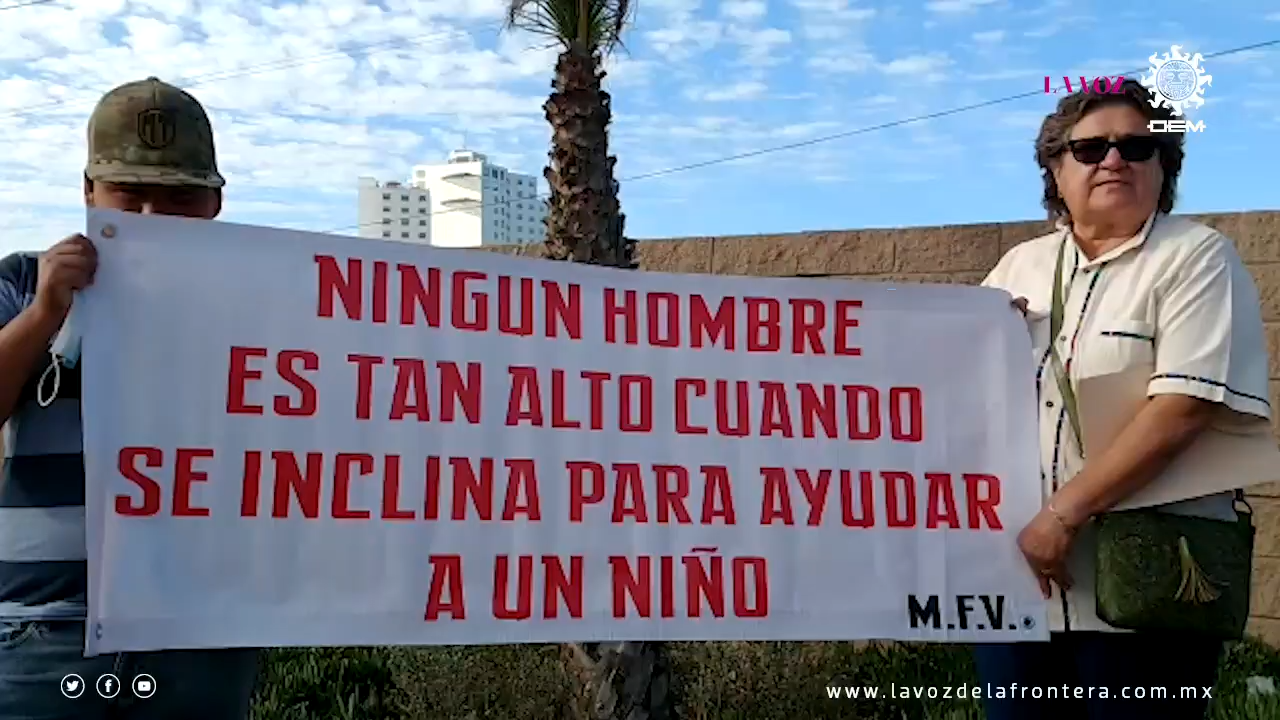 LA VOZ
OEM
NINGUN HOMBRE
ES TAN ALTO CUANDO
SE INCLINA PARA AYUDAR
A UN NIÑO
M.F.V.
www.lavozdelafrontera.com.mx